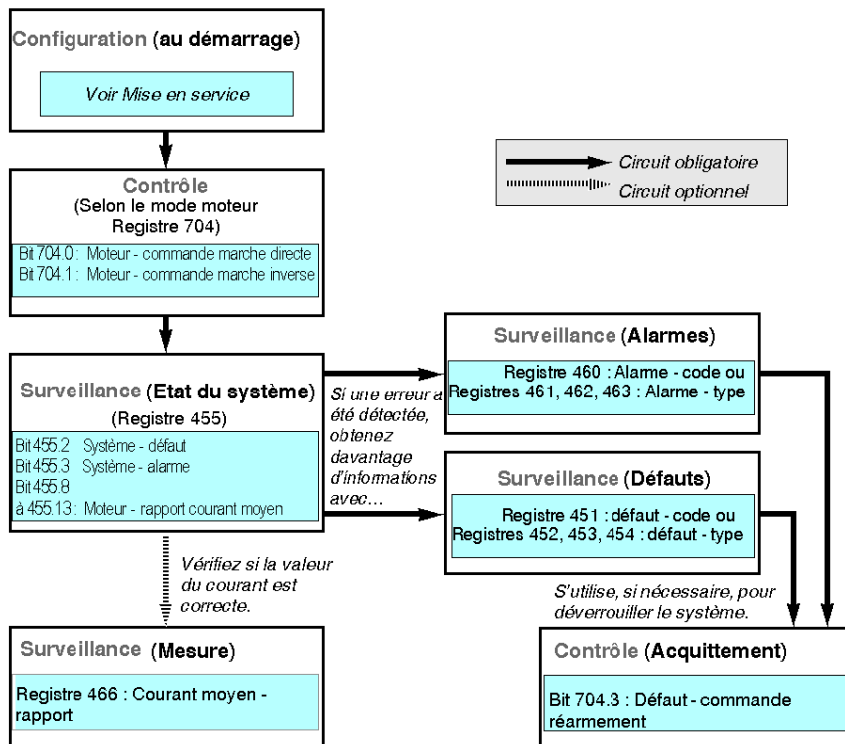 Configuration (au démarrage)
Voir Mise en service
Circuit obligatoire
Circuit optionnel
Contrôle
(Selon le mode moteur
Registre 704)
Bit 704.0 : Moteur - commande marche directe
Bit 704.1 : Moteur - commande marche inverse
Surveillance (Etat du système)
(Registre 455)
Bit 455.2 Système - défaut
Bit 455.3 Système - alarme
Bit 455.8
à 455.13 : Moteur - rapport courant moyen
Si une erreur a
été détectée,
obtenez
davantage
d'informations
avec...
Surveillance (Alarmes)
Registre 460 : Alarme - code ou
Registres 461, 462, 463 : Alarme - type
Surveillance (Défauts)
Registre 451 : défaut - code ou
Registres 452, 453, 454 : défaut - type
Vérifiez si la valeur
du courant est
correcte.
S'utilise, si nécessaire, pour
déverrouiller le système.
Surveillance (Mesure)
Registre 466 : Courant moyen -
rapport
Contrôle (Acquittement)
Bit 704.3 : Défaut - commande
réarmement